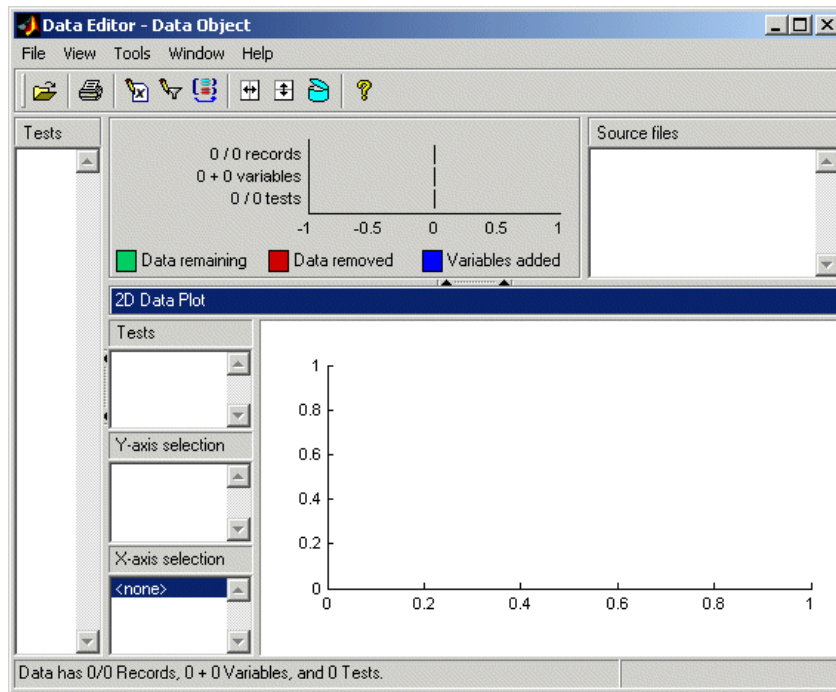 Data Editor - Data Object
File View Tools Window Help
Tests
0 / 0 records
0 + 0 variables
0 / 0 tests
-1 -0.5 0 0.5 1
Data remaining Data removed Variables added
Source files
2D Data Plot
Tests
Y-axis selection
X-axis selection
<none>
1
0.8
0.6
0.4
0.2
0
0 0.2 0.4 0.6 0.8 1
Data has 0/0 Records, 0 + 0 Variables, and 0 Tests.